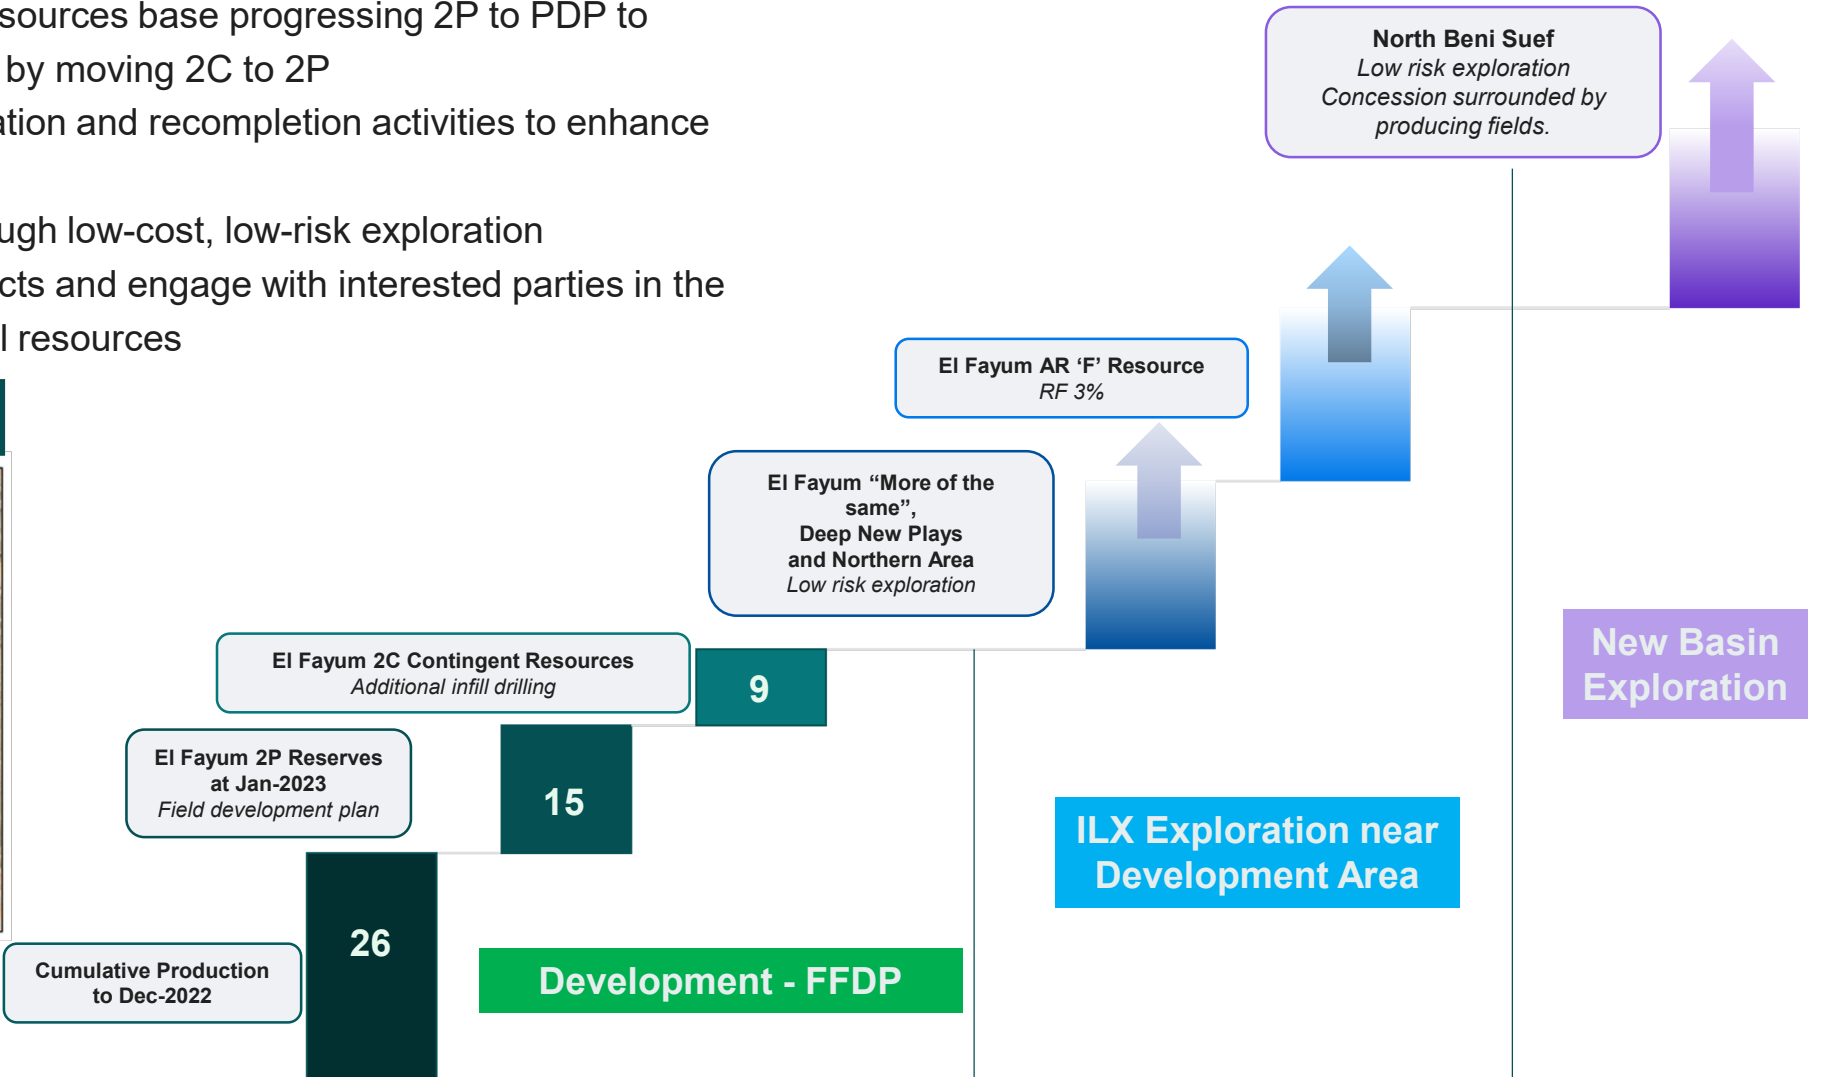 sources base progressing 2P to PDP to
by moving 2C to 2P
ation and recompletion activities to enhance
ugh low-cost, low-risk exploration
cts and engage with interested parties in the
l resources
North Beni Suef
Low risk exploration
Concession surrounded by
producing fields.
El Fayum AR ‘F’ Resource
RF 3%
El Fayum “More of the
same”,
Deep New Plays
and Northern Area
Low risk exploration
El Fayum 2C Contingent Resources
Additional infill drilling
9
El Fayum 2P Reserves
at Jan-2023
Field development plan
15
Cumulative Production
to Dec-2022
26
Development - FFDP
ILX Exploration near
Development Area
New Basin
Exploration